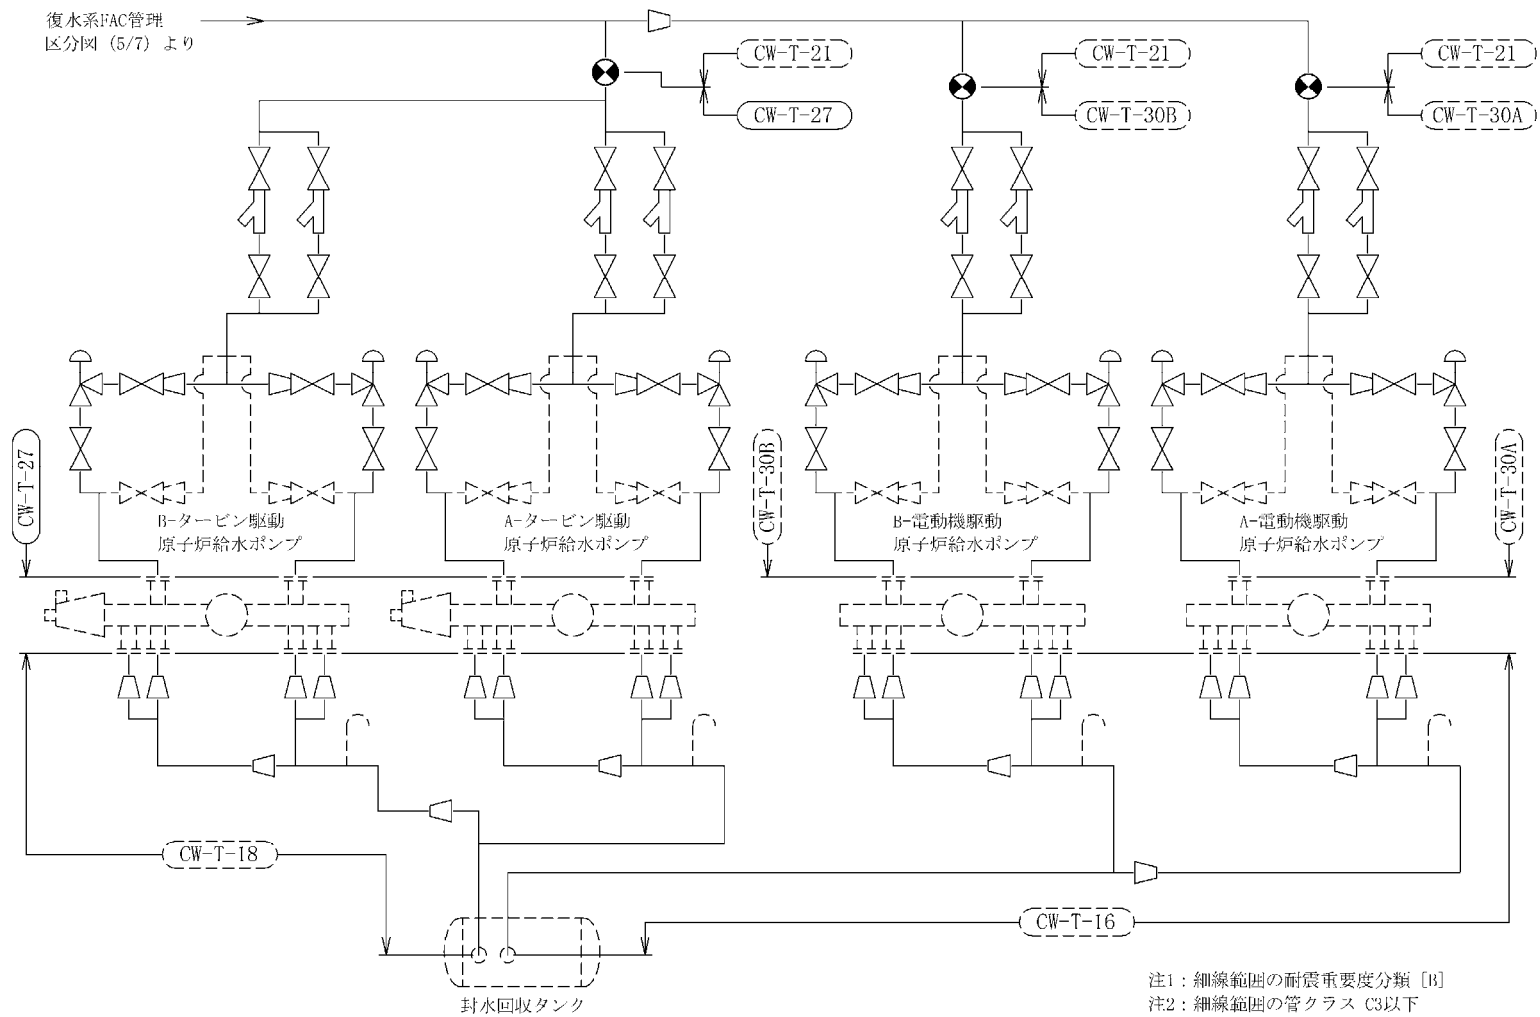 復水系FAC管理
区分図 (5/7) より
CW-T-21
CW-T-27
CW-T-21
CW-T-30B
CW-T-21
CW-T-30A
CW-T-27
CW-T-30B
CW-T-30A
B-タービン駆動
原子炉給水ポンプ
A-タービン駆動
原子炉給水ポンプ
B-電動機駆動
原子炉給水ポンプ
A-電動機駆動
原子炉給水ポンプ
CW-T-18
CW-T-16
封水回収タンク
注1：細線範囲の耐震重要度分類 [B]
注2：細線範囲の管クラス C3以下